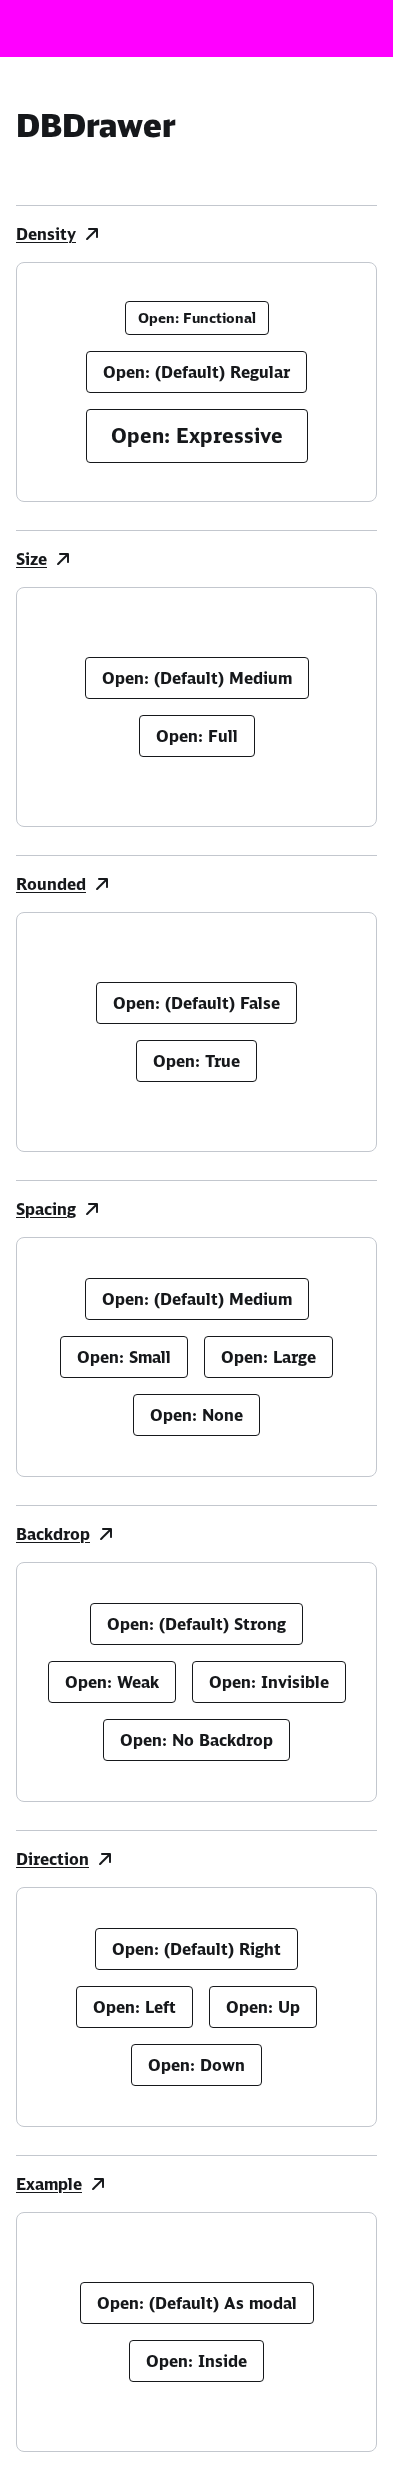 DBDrawer
Density
Open: Functional
Open: (Default) Regular
Open: Expressive
Size
Open: (Default) Medium
Open: Full
Rounded
Open: (Default) False
Open: True
Spacing
Open: (Default) Medium
Open: Small Open: Large
Open: None
Backdrop
Open: (Default) Strong
Open: Weak Open: Invisible
Open: No Backdrop
Direction
Open: (Default) Right
Open: Left Open: Up
Open: Down
Example
Open: (Default) As modal
Open: Inside